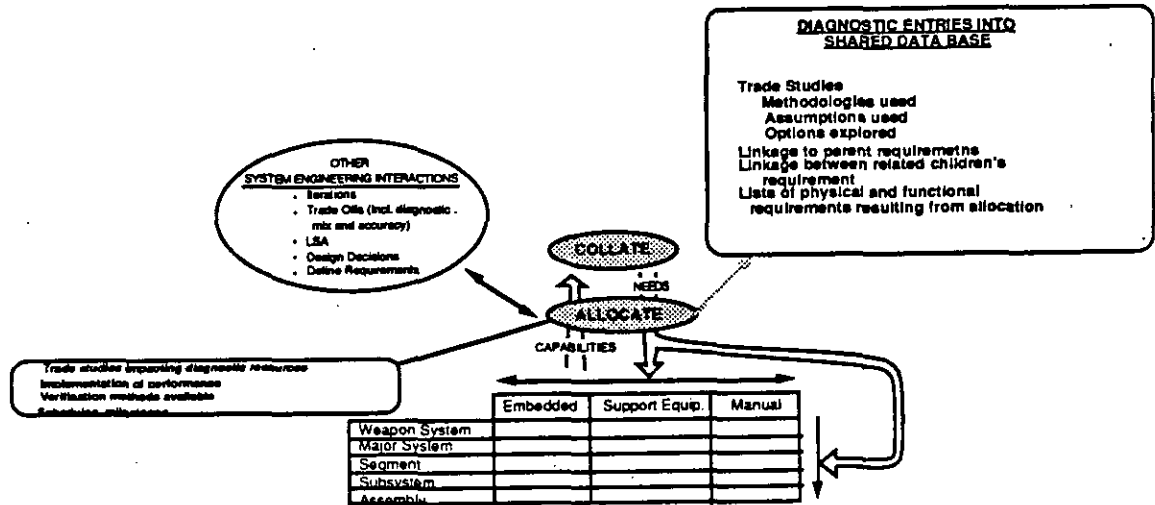 DIAGNOSTIC ENTRIES INTO
SHARED DATA BASE
Trade Studies
Methodologies used
Assumptions used
Options explored
Linkage to parent requiremetns
Linkage between related children's
requirement
Lists of physical and functional
requirements resulting from allocation
OTHER
SYSTEM ENGINEERING INTERACTIONS
• Iterations
• Trade Offs (incl. diagnostic
mix and accuracy)
• LSA
• Design Decisions
• Define Requirements
COLLATE
NEEDS
ALLOCATE
CAPABILITIES
Trade studies impacting diagnostic resources
Implementation of performance
Verification methods available
Scheduling milestones
Embedded Support Equip. Manual
Weapon System
Major System
Segment
Subsystem
Assembly